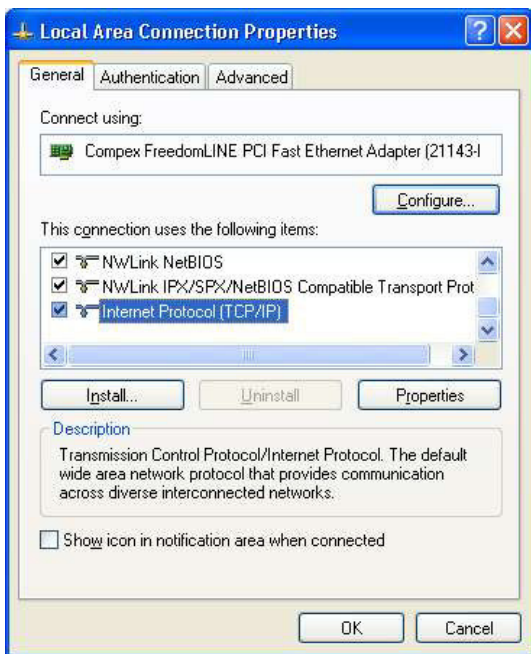 Local Area Connection Properties
General Authentication Advanced
Connect using:
Compex FreedomLINE PCI Fast Ethernet Adapter (21143-I
Configure...
This connection uses the following items:
NWLink NetBIOS
NWLink IPX/SPX/NetBIOS Compatible Transport Prot
Internet Protocol (TCP/IP)
Install... Uninstall Properties
Description
Transmission Control Protocol/Internet Protocol. The default
wide area network protocol that provides communication
across diverse interconnected networks.
Show icon in notification area when connected
OK Cancel